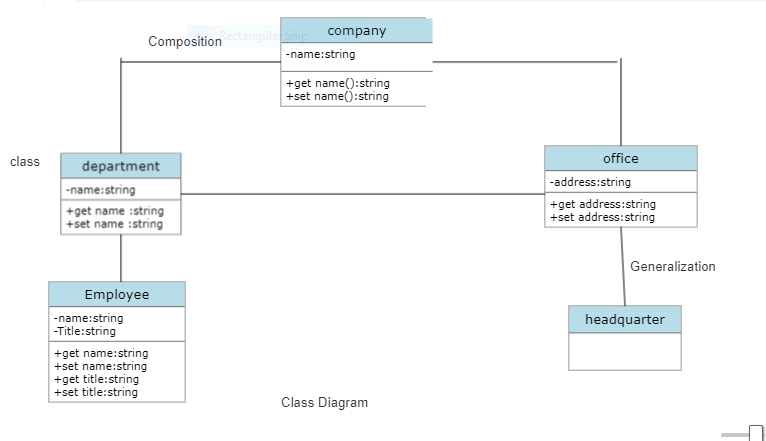 Rectangular Snip
company
Composition
-name:string
+get name():string
+set name():string
class
department
-name:string
+get name :string
+set name :string
office
-address:string
+get address:string
+set address:string
Generalization
Employee
-name:string
-Title:string
+get name:string
+set name:string
+get title:string
+set title:string
headquarter
Class Diagram